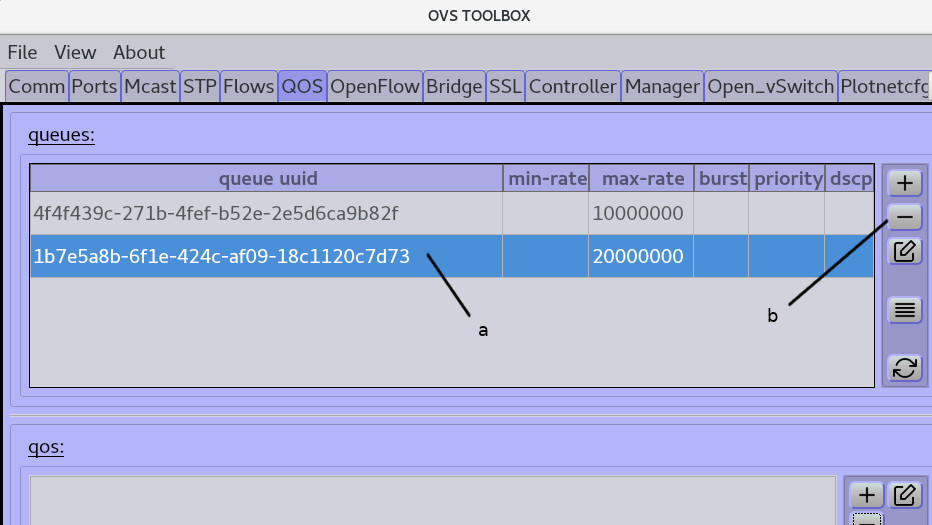 OVS TOOLBOX
File View About
Comm Ports Mcast STP Flows QOS OpenFlow Bridge SSL Controller Manager Open_vSwitch Plotnetcfg
queues:
queue uuid min-rate max-rate burst priority dscp
4f4f439c-271b-4fef-b52e-2e5d6ca9b82f 10000000
1b7e5a8b-6f1e-424c-af09-18c1120c7d73 20000000
a
b
qos: